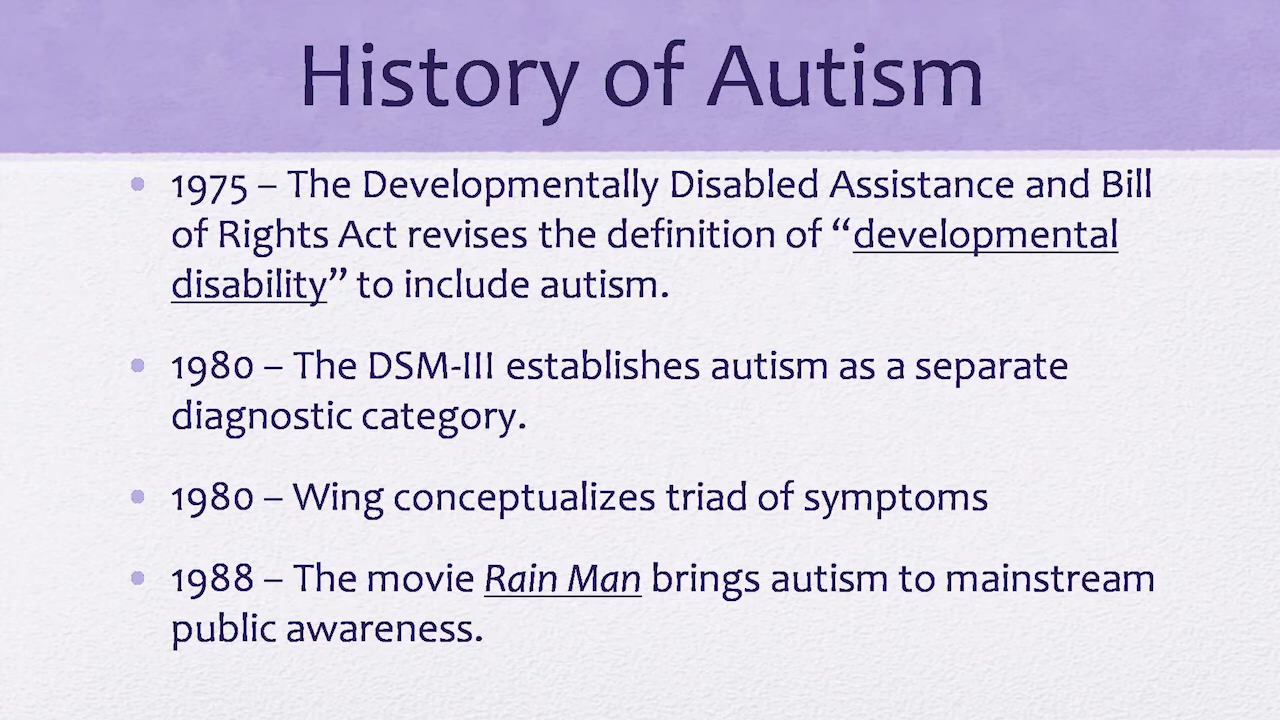 History of Autism
• 1975 – The Developmentally Disabled Assistance and Bill
of Rights Act revises the definition of “developmental
disability” to include autism.
• 1980 – The DSM-III establishes autism as a separate
diagnostic category.
• 1980 – Wing conceptualizes triad of symptoms
• 1988 – The movie Rain Man brings autism to mainstream
public awareness.